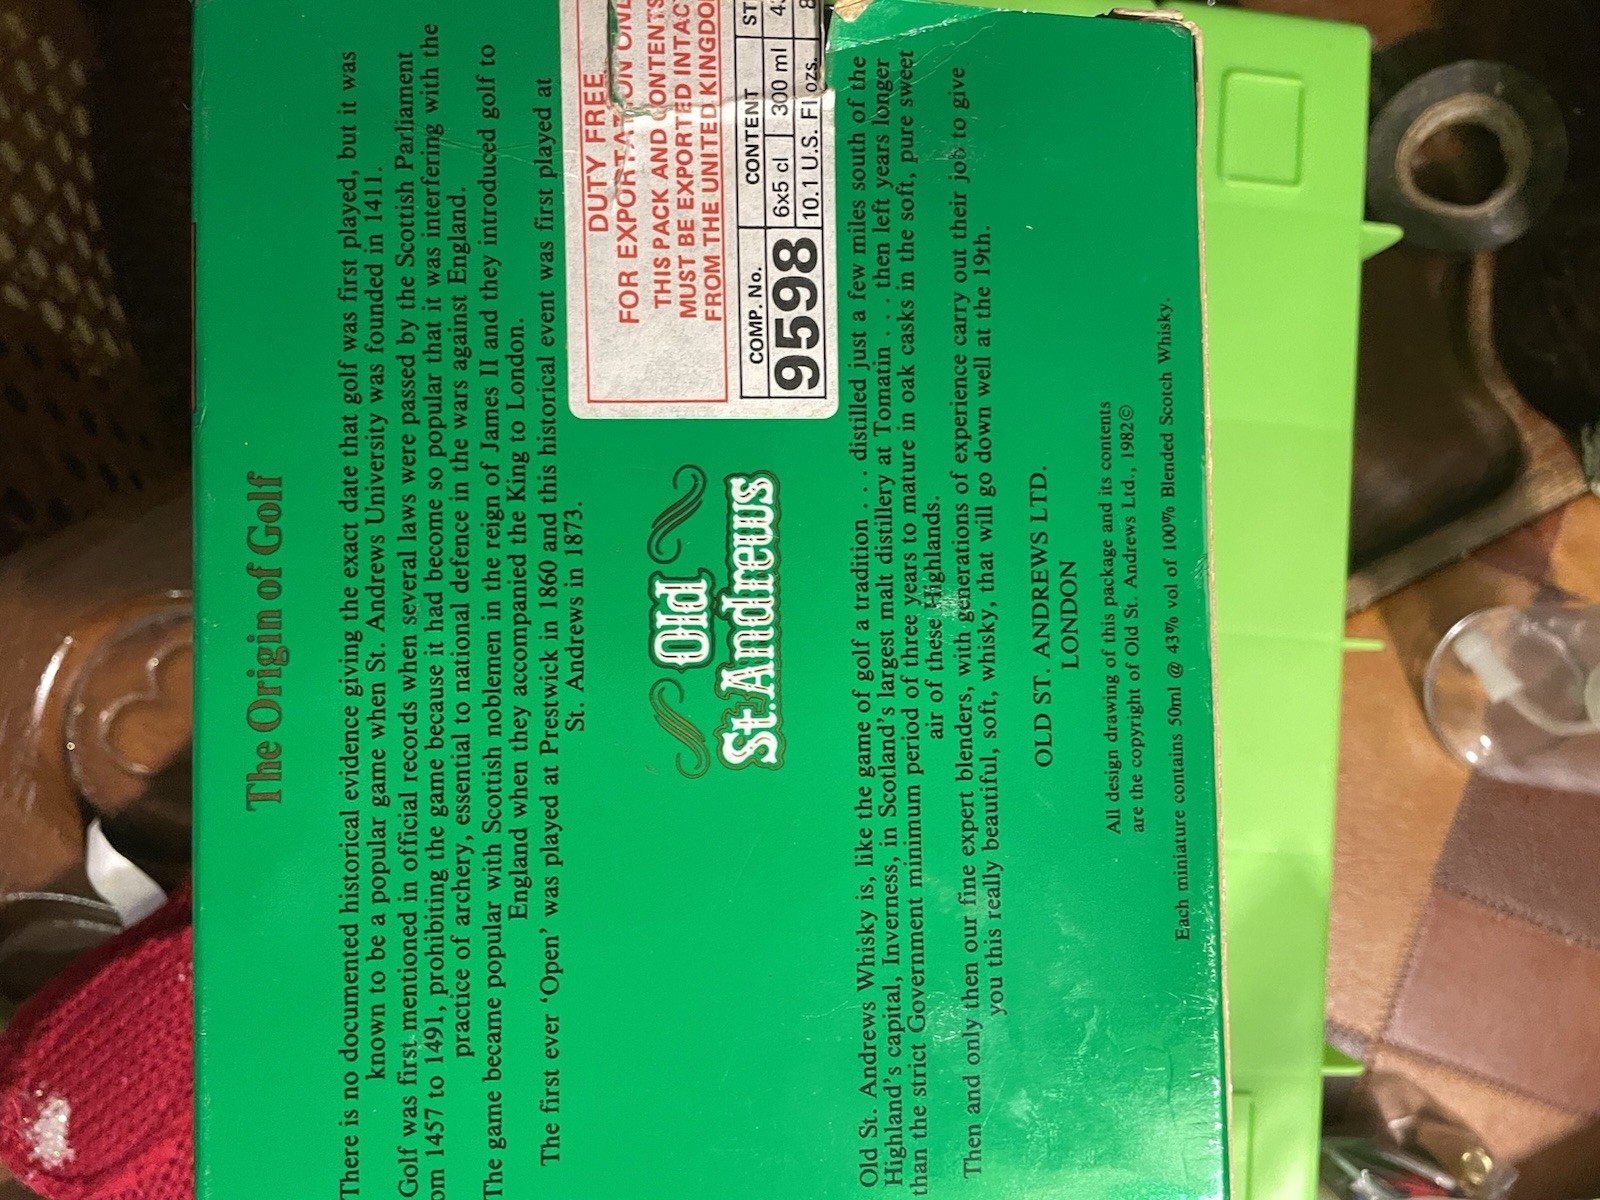 The Origin of Golf
There is no documented historical evidence giving the exact date that golf was first played, but it was
known to be a popular game when St. Andrews University was founded in 1411.
Golf was first mentioned in official records when several laws were passed by the Scottish Parliament
om 1457 to 1491, prohibiting the game because it had become so popular that it was interfering with the
practice of archery, essential to national defence in the wars against England.
The game became popular with Scottish noblemen in the reign of James II and they introduced golf to
England when they accompanied the King to London.
The first ever ‘Open’ was played at Prestwick in 1860 and this historical event was first played at
St. Andrews in 1873.
DUTY FREE
FOR EXPORTATION ONL
THIS PACK AND CONTENTS
MUST BE EXPORTED INTAC
FROM THE UNITED KINGDO
COMP. No. CONTENT ST
9598 6x5 cl 300 ml
10.1 U.S. Fl ozs.
Old
St. Andrews
Old St. Andrews Whisky is, like the game of golf a tradition . . . . distilled just a few miles south of the
Highland's capital, Inverness, in Scotland's largest malt distillery at Tomatin . . . . then left years longer
than the strict Government minimum period of three years to mature in oak casks in the soft, pure sweet
air of these Highlands.
Then and only then our fine expert blenders, with generations of experience carry out their job to give
you this really beautiful, soft, whisky, that will go down well at the 19th.
OLD ST. ANDREWS LTD.
LONDON
All design drawing of this package and its contents
are the copyright of Old St. Andrews Ltd., 1982©
Each miniature contains 50ml @ 43% vol of 100% Blended Scotch Whisky.